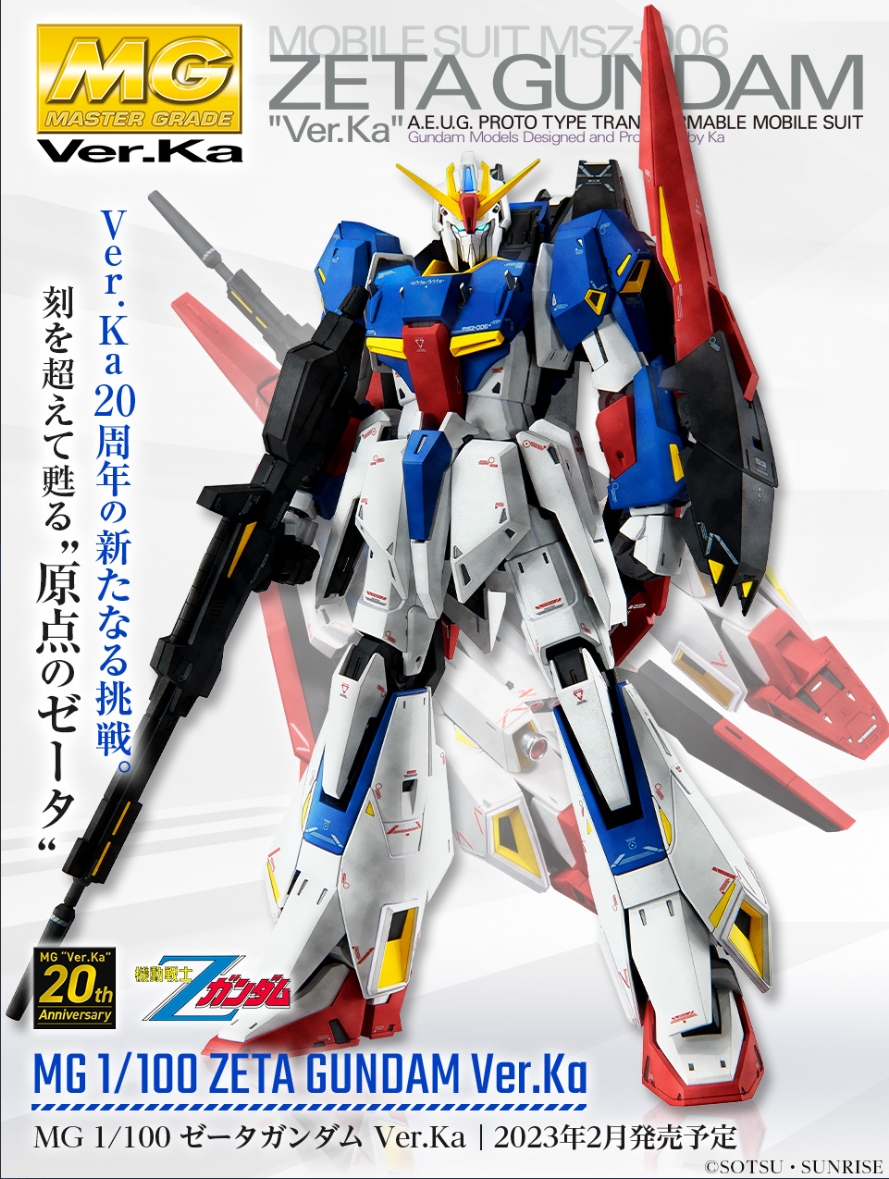 MG
MASTER GRADE
Ver.Ka
MOBILE SUIT MSZ-006
ZETA GUNDAM
"Ver.Ka" A.E.U.G. PROTO TYPE TRAN RMABLE MOBILE SUIT
Gundam Models Designed and Pro by Ka
Ver.Ka20周年の新たなる挑戦。
刻を超えて甦る"原点のゼータ"
MG "Ver.Ka"
20th
Anniversary
機動戦士
Zガンダム
MG 1/100 ZETA GUNDAM Ver.Ka
MG 1/100 ゼータガンダム Ver.Ka | 2023年2月発売予定
©SOTSU・SUNRISE